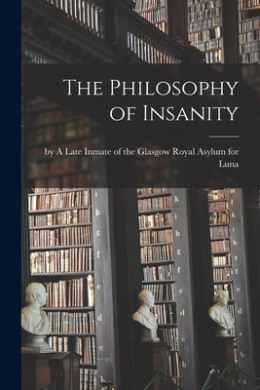 The Philosophy
of Insanity
by A Late Inmate of the Glasgow Royal Asylum for
Luna